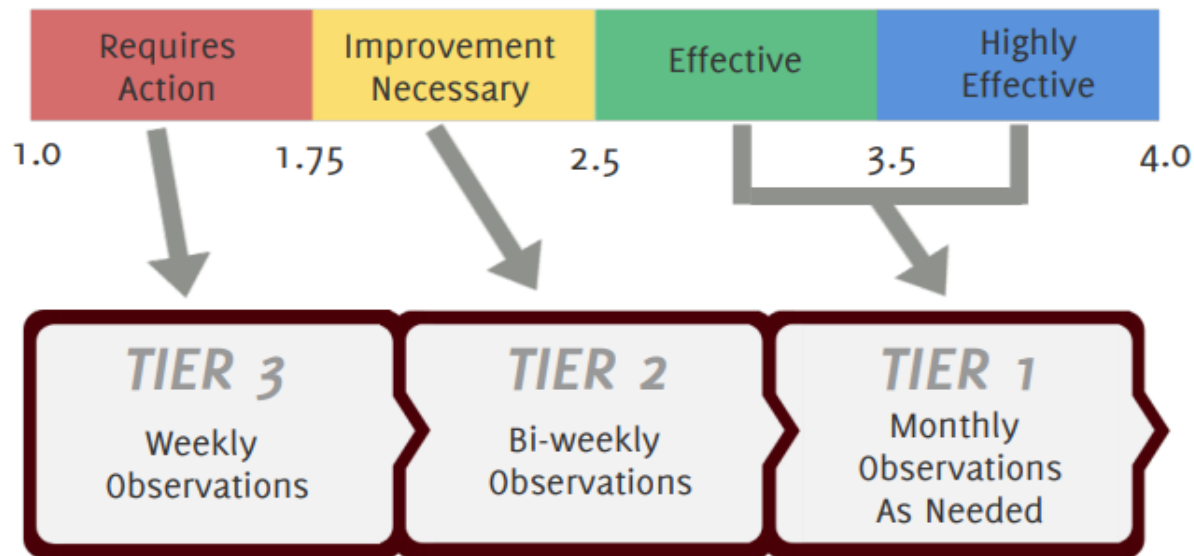 Requires
Action
Improvement
Necessary
Effective
Highly
Effective
1.0
1.75
2.5
3.5
4.0
TIER 3
Weekly
Observations
TIER 2
Bi-weekly
Observations
TIER 1
Monthly
Observations
As Needed